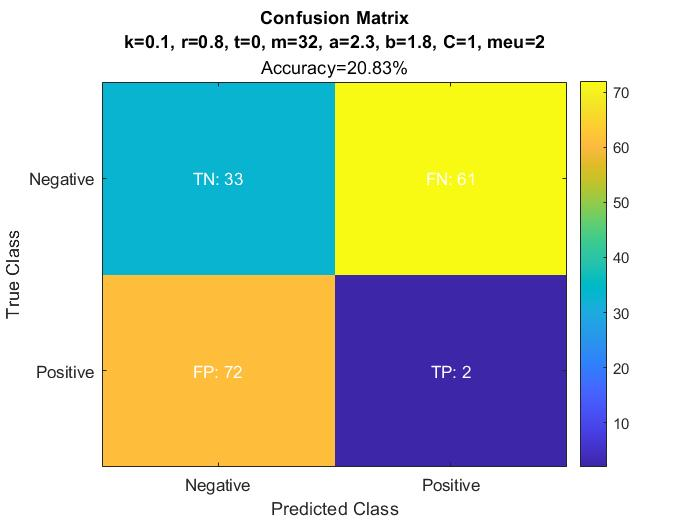 Confusion Matrix
k=0.1, r=0.8, t=0, m=32, a=2.3, b=1.8, C=1, meu=2
Accuracy=20.83%
True Class
Negative
TN: 33
FN: 61
Positive
FP: 72
TP: 2
Negative
Positive
Predicted Class
70
60
50
40
30
20
10